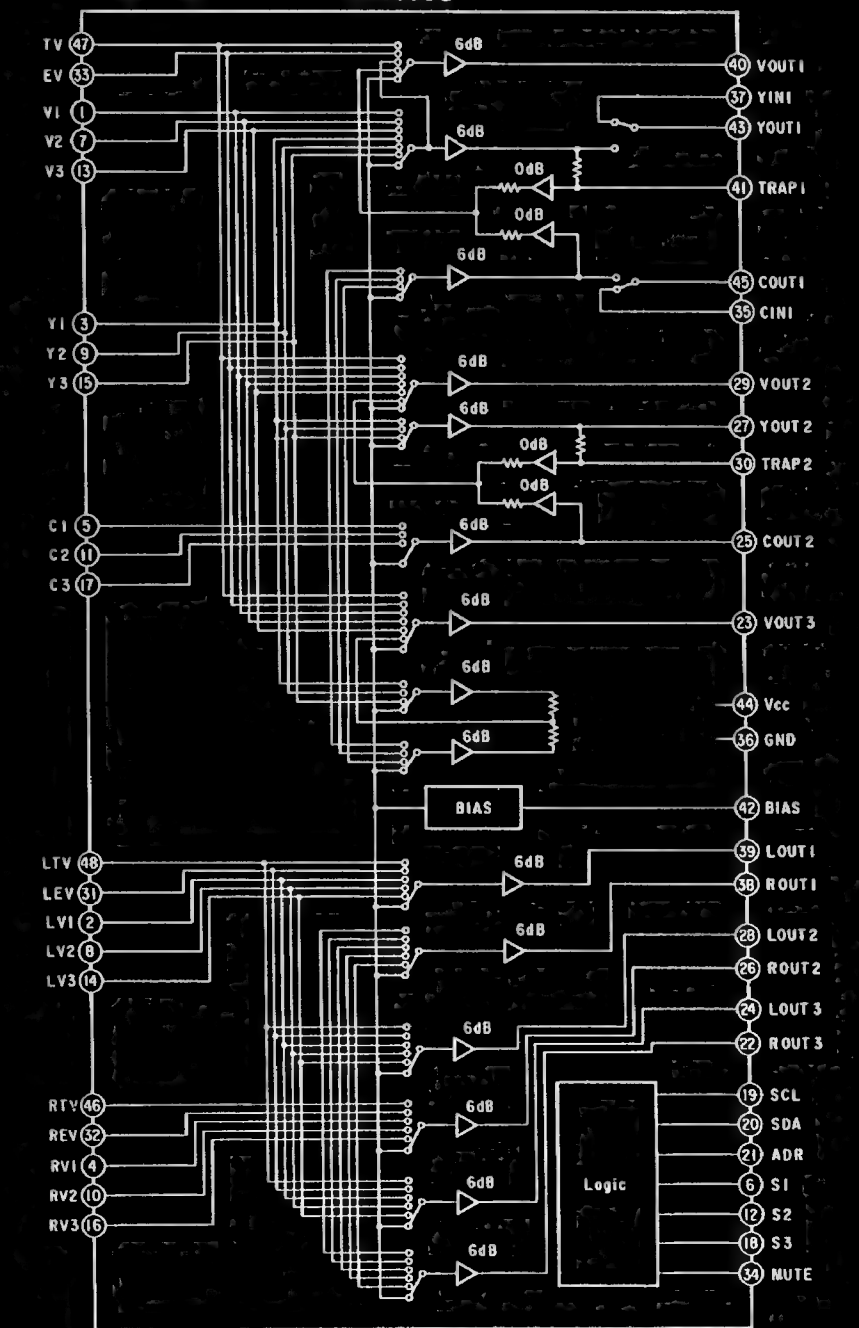 TV 47
EV 33
V1 1
V2 7
V3 13
Y1 3
Y2 9
Y3 15
C1 5
C2 11
C3 17
LTV 48
LEV 31
LV1 2
LV2 8
LV3 14
RTV 46
REV 32
RV1 4
RV2 10
RV3 16
6dB
6dB
0dB
0dB
6dB
6dB
6dB
0dB
0dB
6dB
6dB
6dB
6dB
BIAS
6dB
6dB
6dB
6dB
6dB
6dB
Logic
40 VOUT1
37 YIN1
43 YOUT1
41 TRAP1
45 COUT1
35 CIN1
29 VOUT2
27 YOUT2
30 TRAP2
25 COUT2
23 VOUT3
44 Vcc
36 GND
42 BIAS
39 LOUT1
38 ROUT1
28 LOUT2
26 ROUT2
24 LOUT3
22 ROUT3
19 SCL
20 SDA
21 ADR
6 S1
12 S2
18 S3
34 MUTE